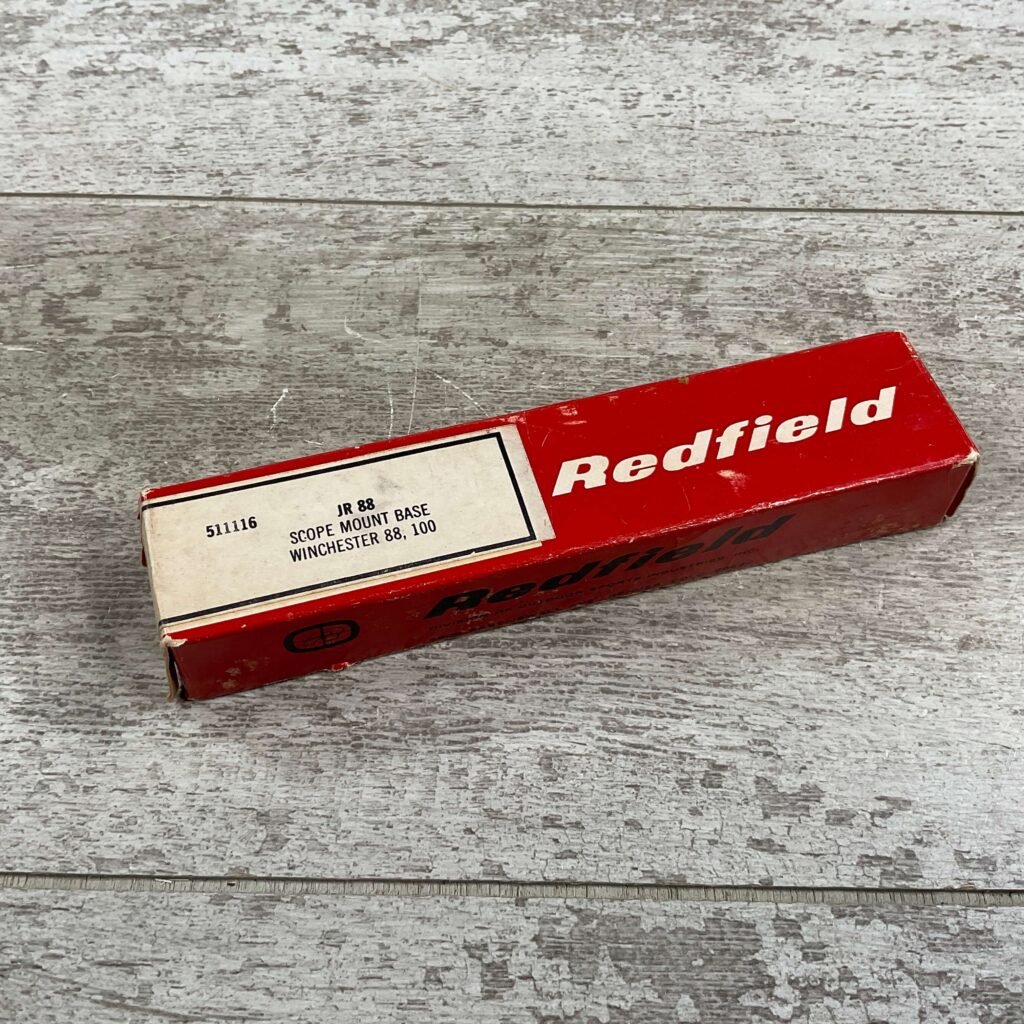 Redfield
511116
JR 88
SCOPE MOUNT BASE
WINCHESTER 88, 100
Redfield